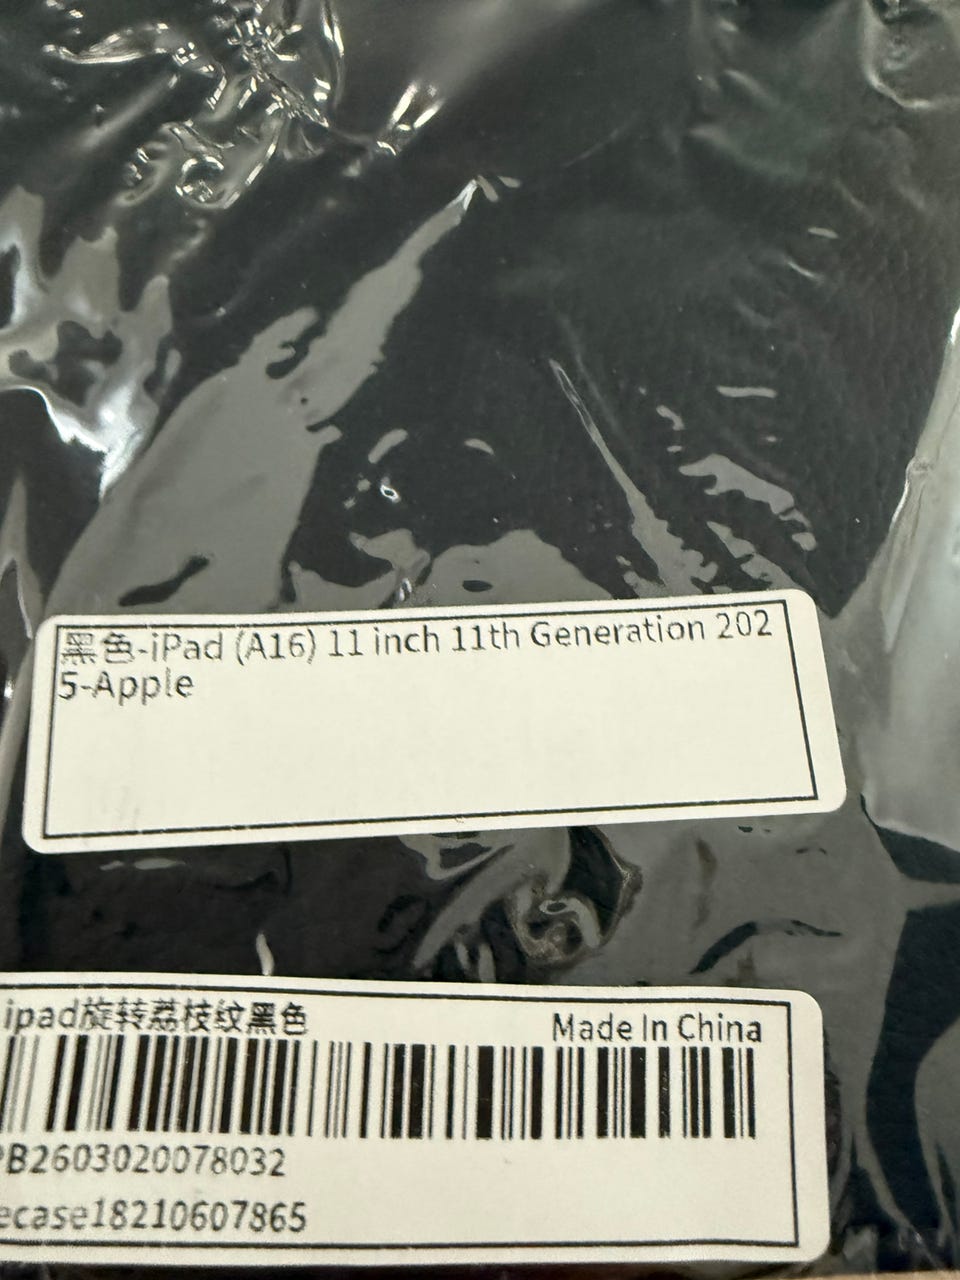 黑色-iPad (A16) 11 inch 11th Generation 202
5-Apple
ipad旋转荔枝纹黑色
Made In China
B2603020078032
ecase18210607865